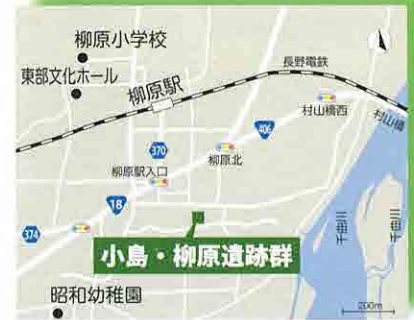 柳原小学校
東部文化ホール
柳原駅
長野電鉄
村山橋西
村山橋
406
370
柳原北
柳原駅入口
18
374
小島・柳原遺跡群
千曲川
千曲川
昭和幼稚園
200m